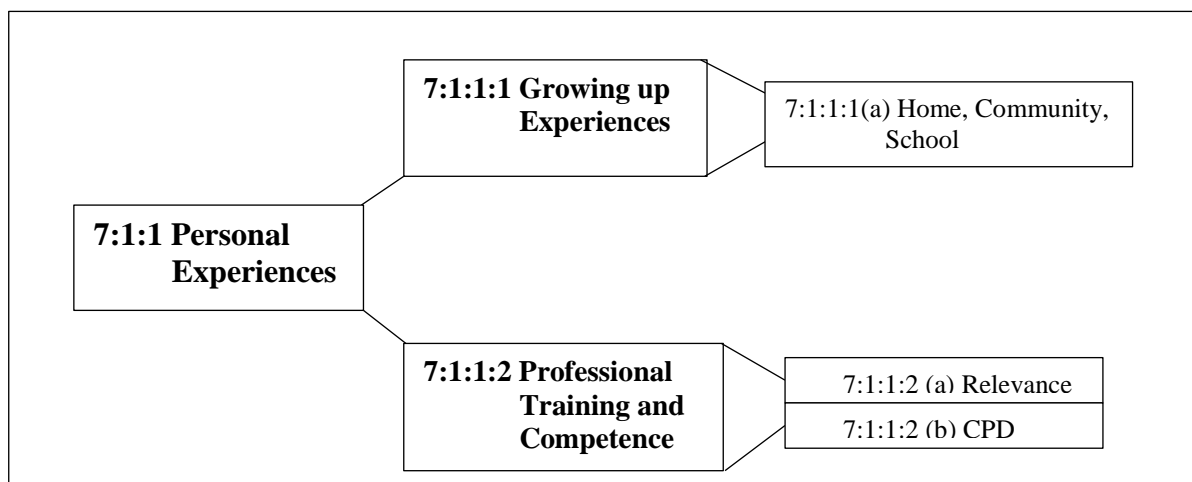 7:1:1:1 Growing up
Experiences
7:1:1:1(a) Home, Community,
School
7:1:1 Personal
Experiences
7:1:1:2 Professional
Training and
Competence
7:1:1:2 (a) Relevance
7:1:1:2 (b) CPD